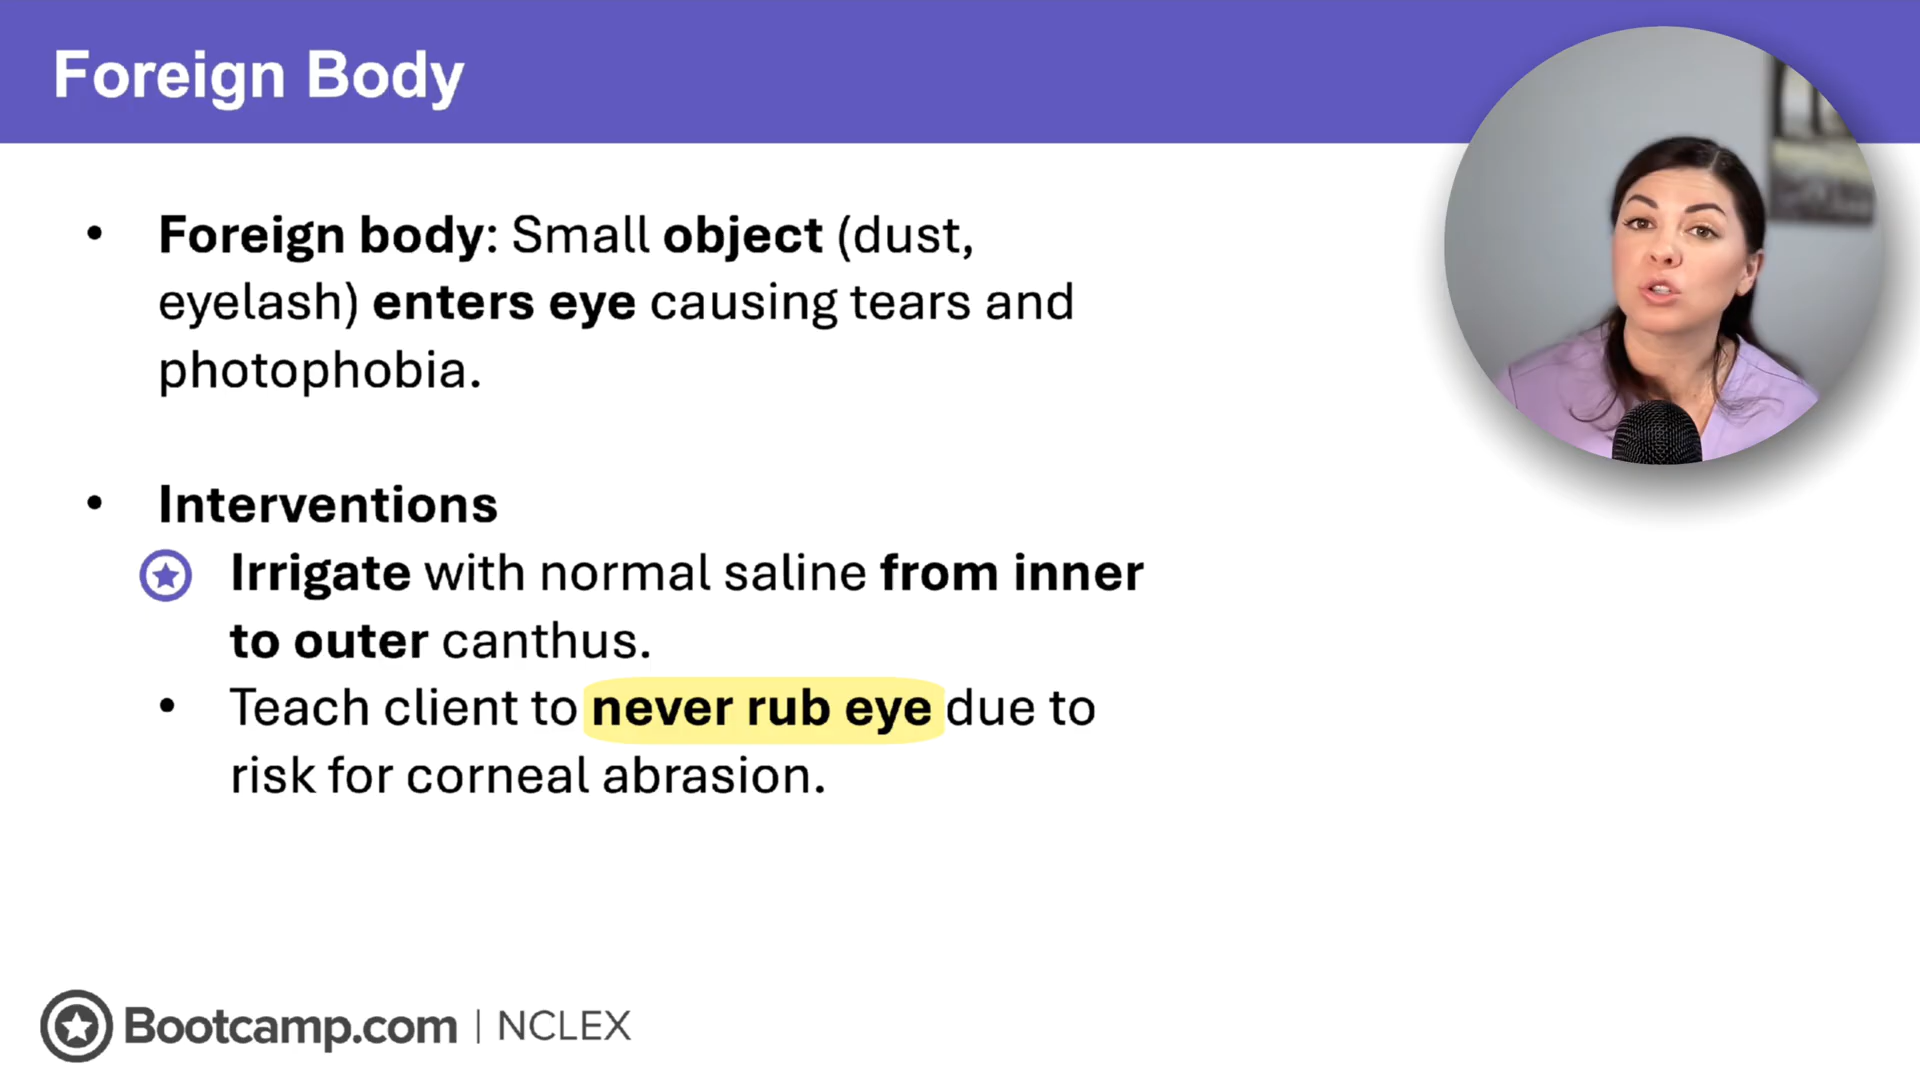 Foreign Body
• Foreign body: Small object (dust,
eyelash) enters eye causing tears and
photophobia.
• Interventions
Irrigate with normal saline from inner
to outer canthus.
• Teach client to never rub eye due to
risk for corneal abrasion.
Bootcamp.com | NCLEX